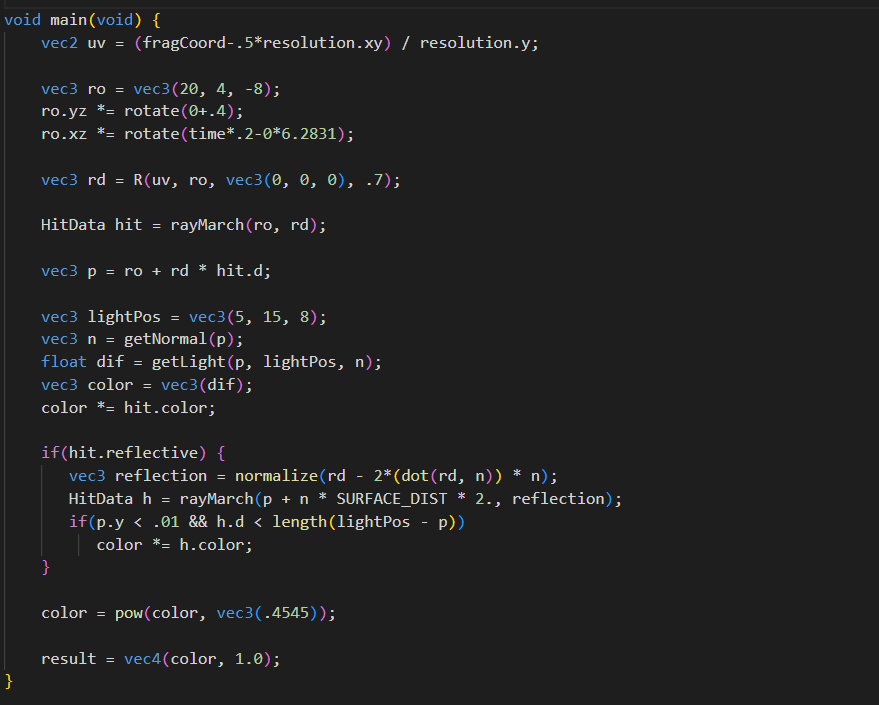 void main(void) {
    vec2 uv = (fragCoord-.5*resolution.xy) / resolution.y;
    vec3 ro = vec3(20, 4, -8);
    ro.yz *= rotate(0+.4);
    ro.xz *= rotate(time*.2-0*6.2831);
    vec3 rd = R(uv, ro, vec3(0, 0, 0), .7);
    HitData hit = rayMarch(ro, rd);
    vec3 p = ro + rd * hit.d;
    vec3 lightPos = vec3(5, 15, 8);
    vec3 n = getNormal(p);
    float dif = getLight(p, lightPos, n);
    vec3 color = vec3(dif);
    color *= hit.color;
    if(hit.reflective) {
        vec3 reflection = normalize(rd - 2*(dot(rd, n)) * n);
        HitData h = rayMarch(p + n * SURFACE_DIST * 2., reflection);
        if(p.y < .01 && h.d < length(lightPos - p))
            color *= h.color;
    }
    color = pow(color, vec3(.4545));
    result = vec4(color, 1.0);
}